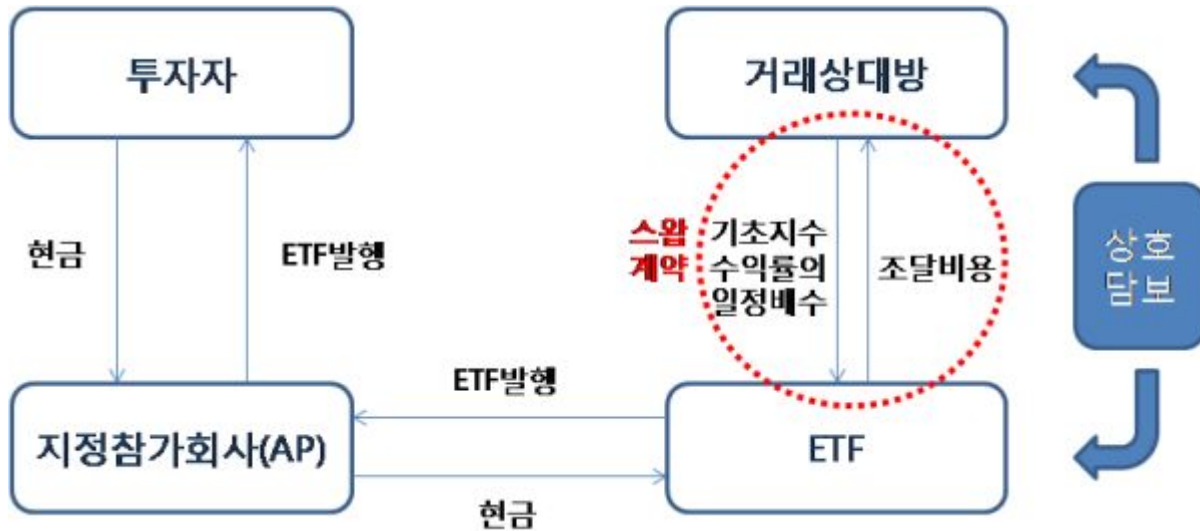 투자자
거래상대방
현금
ETF발행
스왑
계약
기초지수
수익률의
일정배수
조달비용
상호
담보
ETF발행
지정참가회사(AP)
ETF
현금